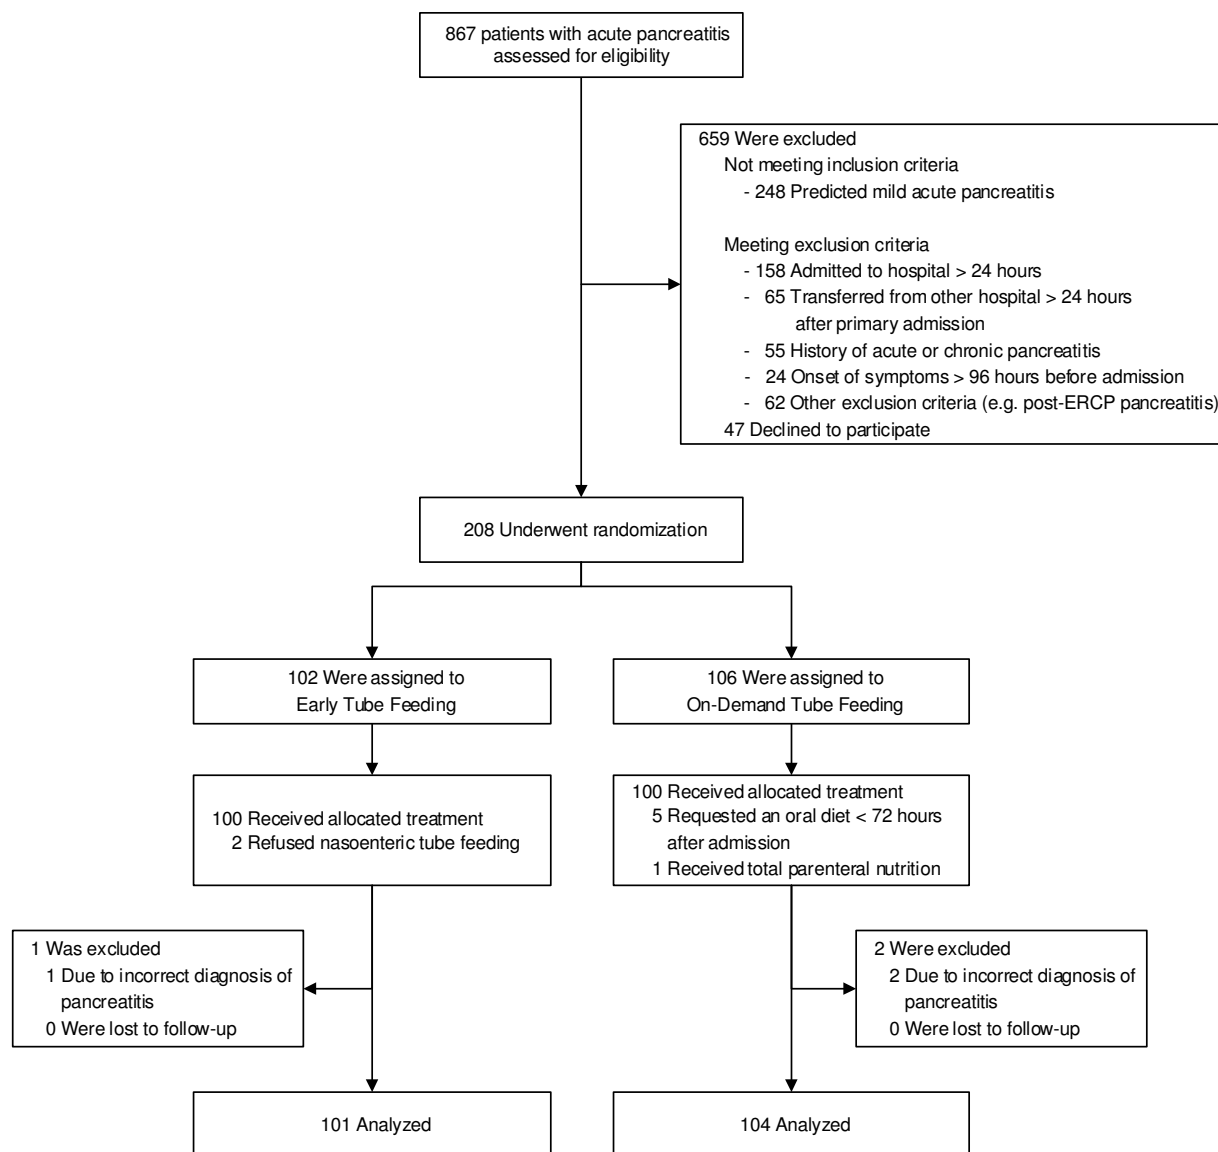 867 patients with acute pancreatitis
assessed for eligibility
659 Were excluded
Not meeting inclusion criteria
- 248 Predicted mild acute pancreatitis
Meeting exclusion criteria
- 158 Admitted to hospital > 24 hours
- 65 Transferred from other hospital > 24 hours
after primary admission
- 55 History of acute or chronic pancreatitis
- 24 Onset of symptoms > 96 hours before admission
- 62 Other exclusion criteria (e.g. post-ERCP pancreatitis)
47 Declined to participate
208 Underwent randomization
102 Were assigned to
Early Tube Feeding
106 Were assigned to
On-Demand Tube Feeding
100 Received allocated treatment
2 Refused nasoenteric tube feeding
100 Received allocated treatment
5 Requested an oral diet < 72 hours
after admission
1 Received total parenteral nutrition
1 Was excluded
1 Due to incorrect diagnosis of
pancreatitis
0 Were lost to follow-up
2 Were excluded
2 Due to incorrect diagnosis of
pancreatitis
0 Were lost to follow-up
101 Analyzed
104 Analyzed